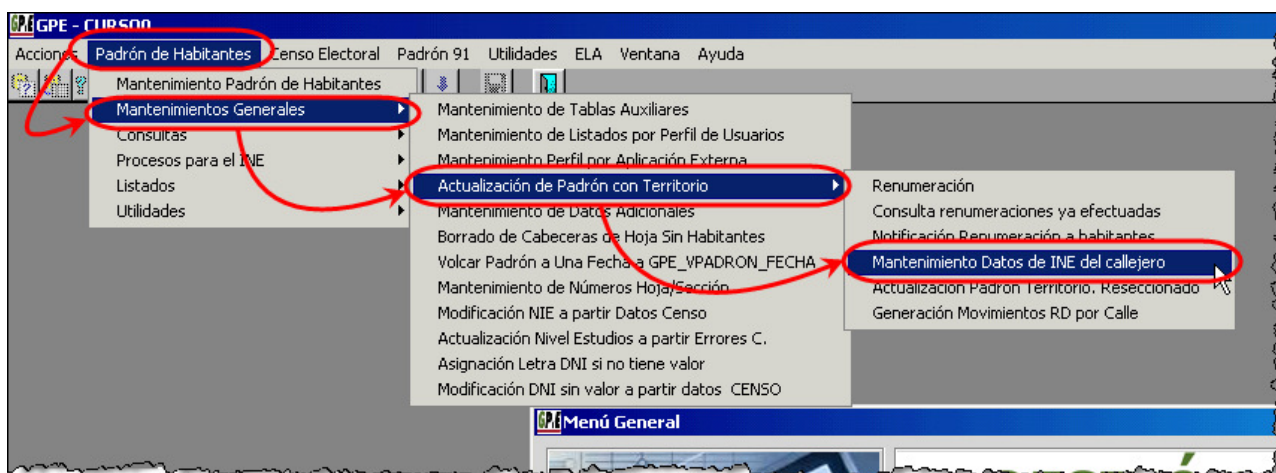 GPE - CURSO0
Acciones Padrón de Habitantes Censo Electoral Padrón 91 Utilidades ELA Ventana Ayuda
Mantenimiento Padrón de Habitantes
Mantenimientos Generales
Consultas
Procesos para el INE
Listados
Utilidades
Mantenimiento de Tablas Auxiliares
Mantenimiento de Listados por Perfil de Usuarios
Mantenimiento Perfil por Aplicación Externa
Actualización de Padrón con Territorio
Mantenimiento de Datos Adicionales
Borrado de Cabeceras de Hoja Sin Habitantes
Volcar Padrón a Una Fecha a GPE_VPADRON_FECHA
Mantenimiento de Números Hoja/Sección
Modificación NIE a partir Datos Censo
Actualización Nivel Estudios a partir Errores C.
Asignación Letra DNI si no tiene valor
Modificación DNI sin valor a partir datos CENSO
Renumeración
Consulta renumeraciones ya efectuadas
Notificación Renumeración a habitantes
Mantenimiento Datos de INE del callejero
Actualización Padrón Territorio. Reseccionado
Generación Movimientos RD por Calle
Menú General